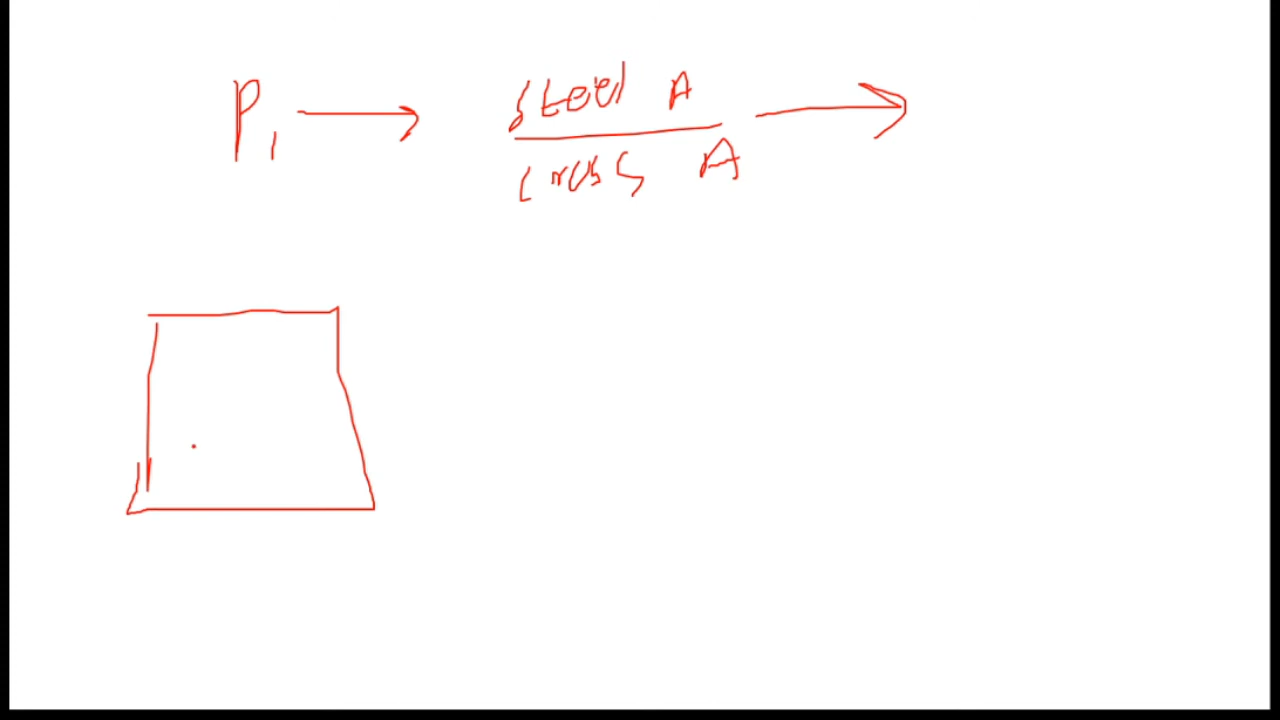 P1 → steel A →
cross A